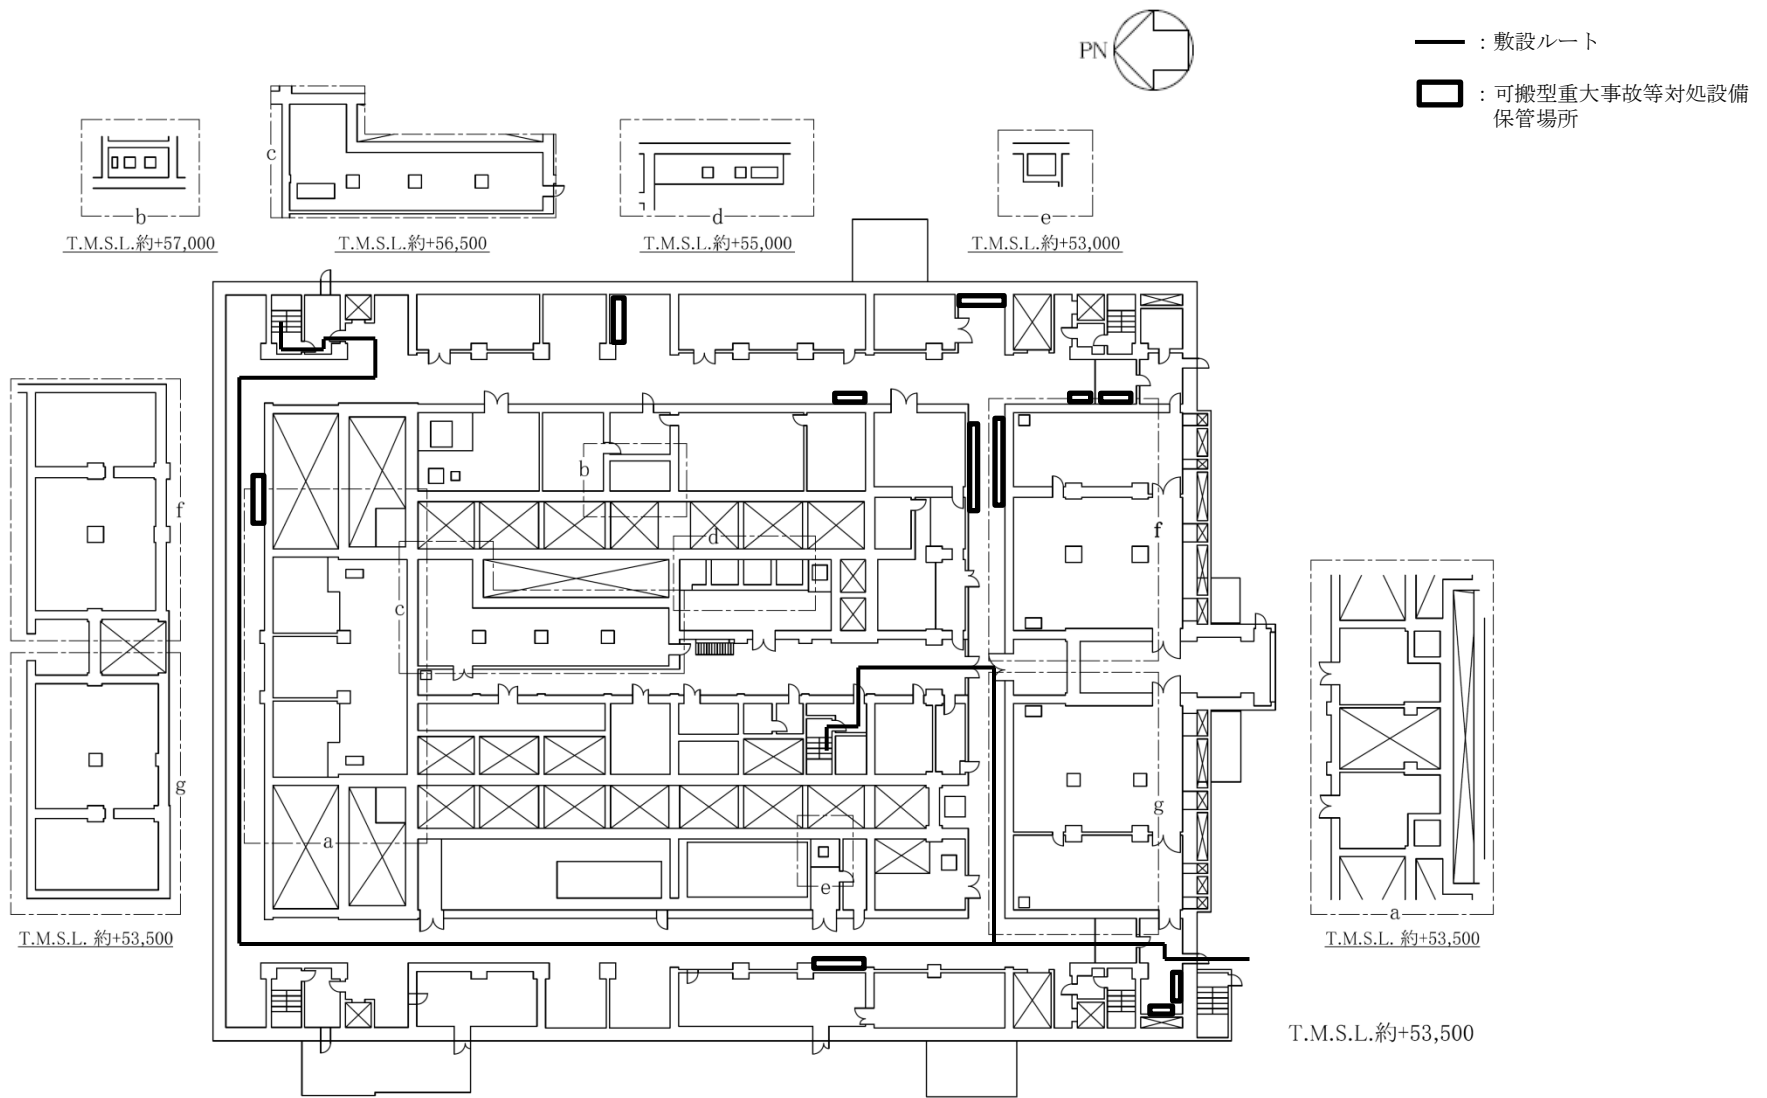 PN
：敷設ルート
：可搬型重大事故等対処設備
保管場所
b
T.M.S.L.約+57,000
c
T.M.S.L.約+56,500
d
T.M.S.L.約+55,000
e
T.M.S.L.約+53,000
f
g
T.M.S.L. 約+53,500
b
d
c
a
e
f
g
a
T.M.S.L. 約+53,500
T.M.S.L.約+53,500